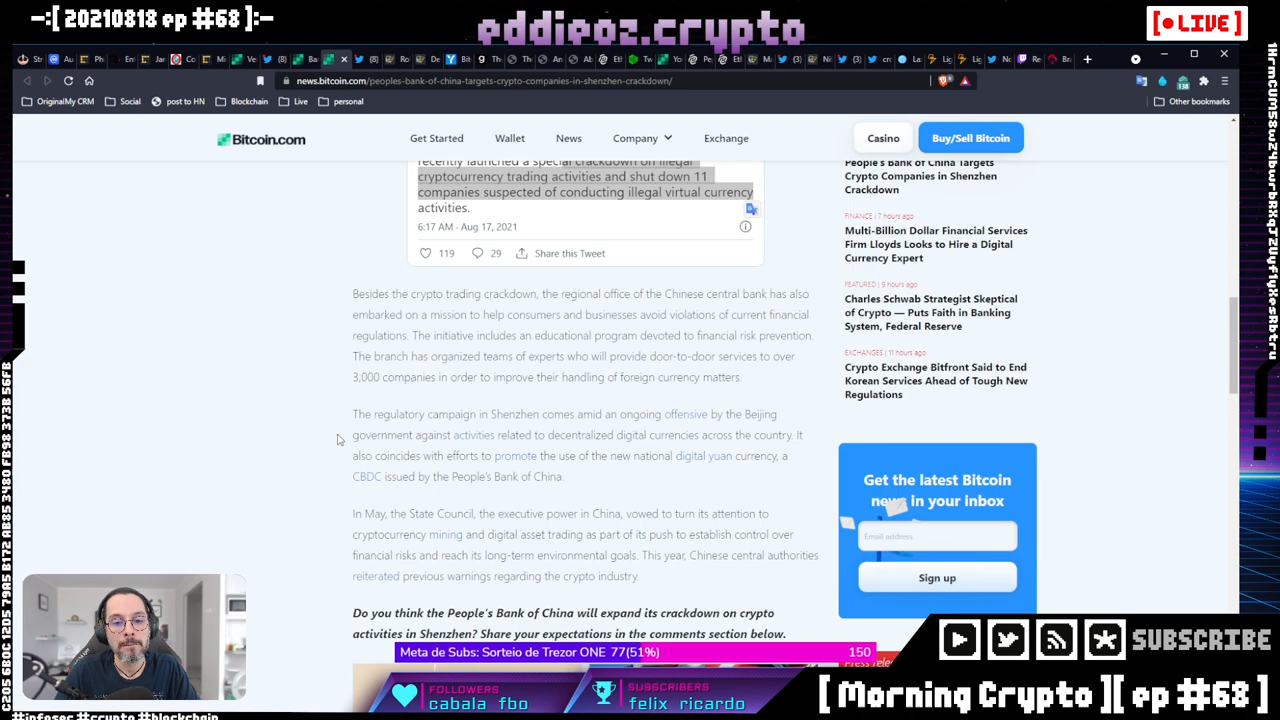 -:[ 20210818 ep #68]:-
eddieoz.crypto
[● LIVE]
news.bitcoin.com/peoples-bank-of-china-targets-crypto-companies-in-shenzhen-crackdown/
138
OriginalMy CRM
Social
post to HN
Blockchain
Live
personal
Other bookmarks
Bitcoin.com
Get Started
Wallet
News
Company
Exchange
Casino
Buy/Sell Bitcoin
recently launched a special crackdown on illegal
cryptocurrency trading activities and shut down 11
companies suspected of conducting illegal virtual currency
activities.
6:17 AM - Aug 17, 2021
119
29
Share this Tweet
Besides the crypto trading crackdown, the regional office of the Chinese central bank has also
embarked on a mission to help consumers and businesses avoid violations of current financial
regulations. The initiative includes an educational program devoted to financial risk prevention.
The branch has organized teams of experts who will provide door-to-door services to over
3,000 companies in order to improve their handling of foreign currency matters.
The regulatory campaign in Shenzhen comes amid an ongoing offensive by the Beijing
government against activities related to decentralized digital currencies across the country. It
also coincides with efforts to promote the use of the new national digital yuan currency, a
CBDC issued by the People's Bank of China.
In May, the State Council, the executive power in China, vowed to turn its attention to
cryptocurrency mining and digital asset trading as part of its push to establish control over
financial risks and reach its long-term environmental goals. This year, Chinese central authorities
reiterated previous warnings regarding the crypto industry.
Do you think the People's Bank of China will expand its crackdown on crypto
activities in Shenzhen? Share your expectations in the comments section below.
People's Bank of China Targets
Crypto Companies in Shenzhen
Crackdown
FINANCE | 7 hours ago
Multi-Billion Dollar Financial Services
Firm Lloyds Looks to Hire a Digital
Currency Expert
FEATURED | 9 hours ago
Charles Schwab Strategist Skeptical
of Crypto — Puts Faith in Banking
System, Federal Reserve
EXCHANGES | 11 hours ago
Crypto Exchange Bitfront Said to End
Korean Services Ahead of Tough New
Regulations
Get the latest Bitcoin
news in your inbox
Email address
Sign up
Press
Meta de Subs: Sorteio de Trezor ONE 77(51%)
150
FOLLOWERS
cabala_fbo
SUBSCRIBERS
felix_ricardo
SUBSCRIBE
[ Morning Crypto ][ ep #68 ]
#infosec #crypto #blockchain